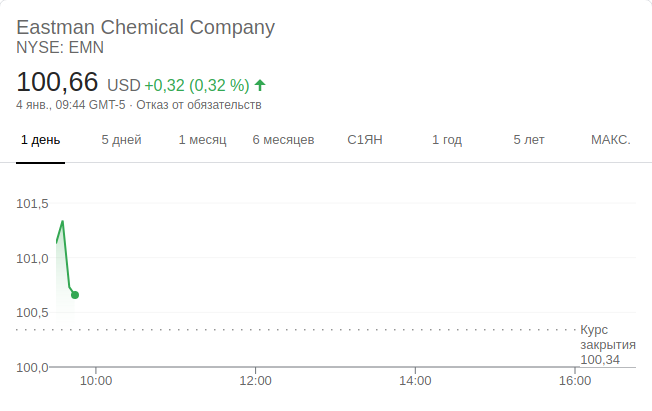 Eastman Chemical Company
NYSE: EMN
100,66 USD +0,32 (0,32 %)
4 янв., 09:44 GMT-5 · Отказ от обязательств
1 день 5 дней 1 месяц 6 месяцев С1ЯН 1 год 5 лет МАКС.
101,5
101,0
100,5
Курс
закрытия
100,34
100,0
10:00 12:00 14:00 16:00